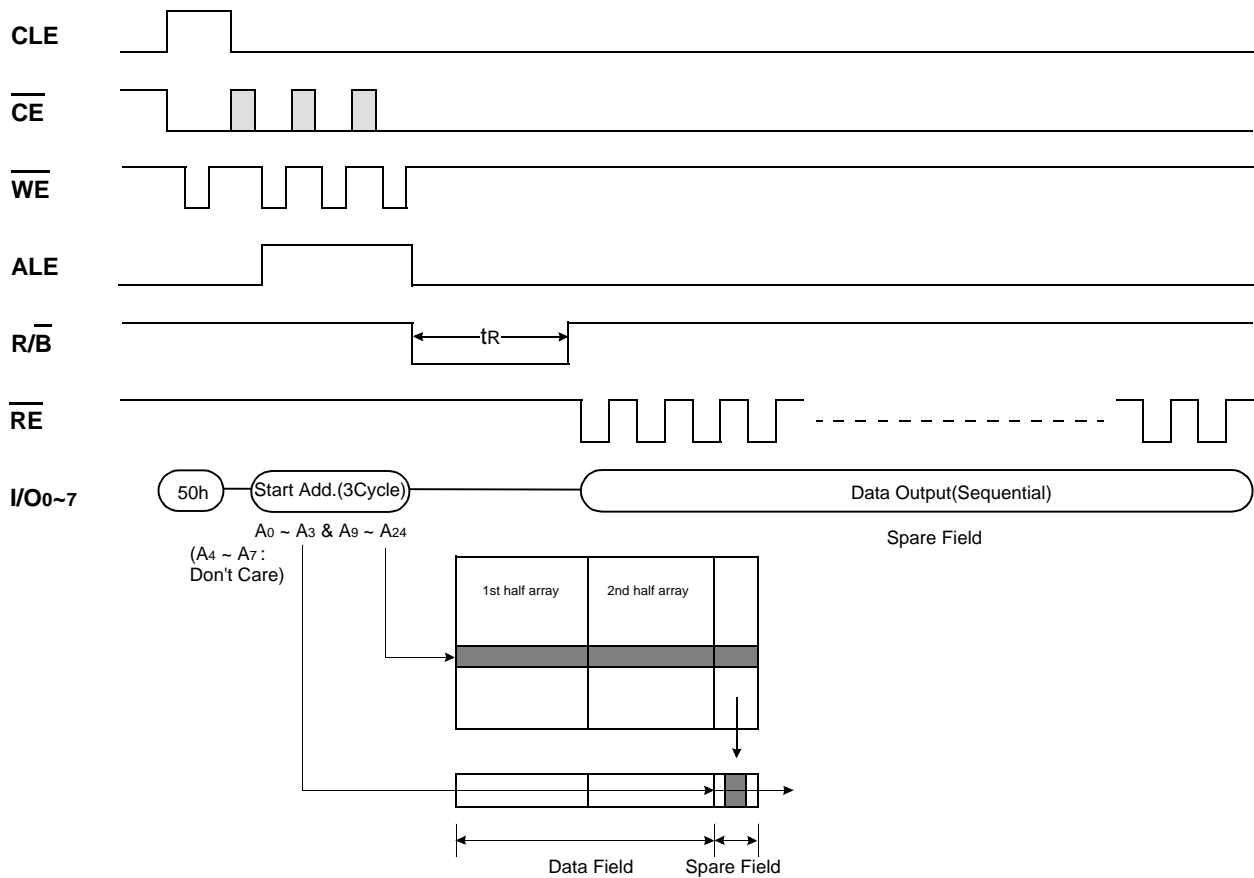 CLE
CE
WE
ALE
R/B
tR
RE
I/O0~7
50h
Start Add.(3Cycle)
Data Output(Sequential)
A0 ~ A3 & A9 ~ A24
Spare Field
(A4 ~ A7 :
Don't Care)
1st half array
2nd half array
Data Field
Spare Field